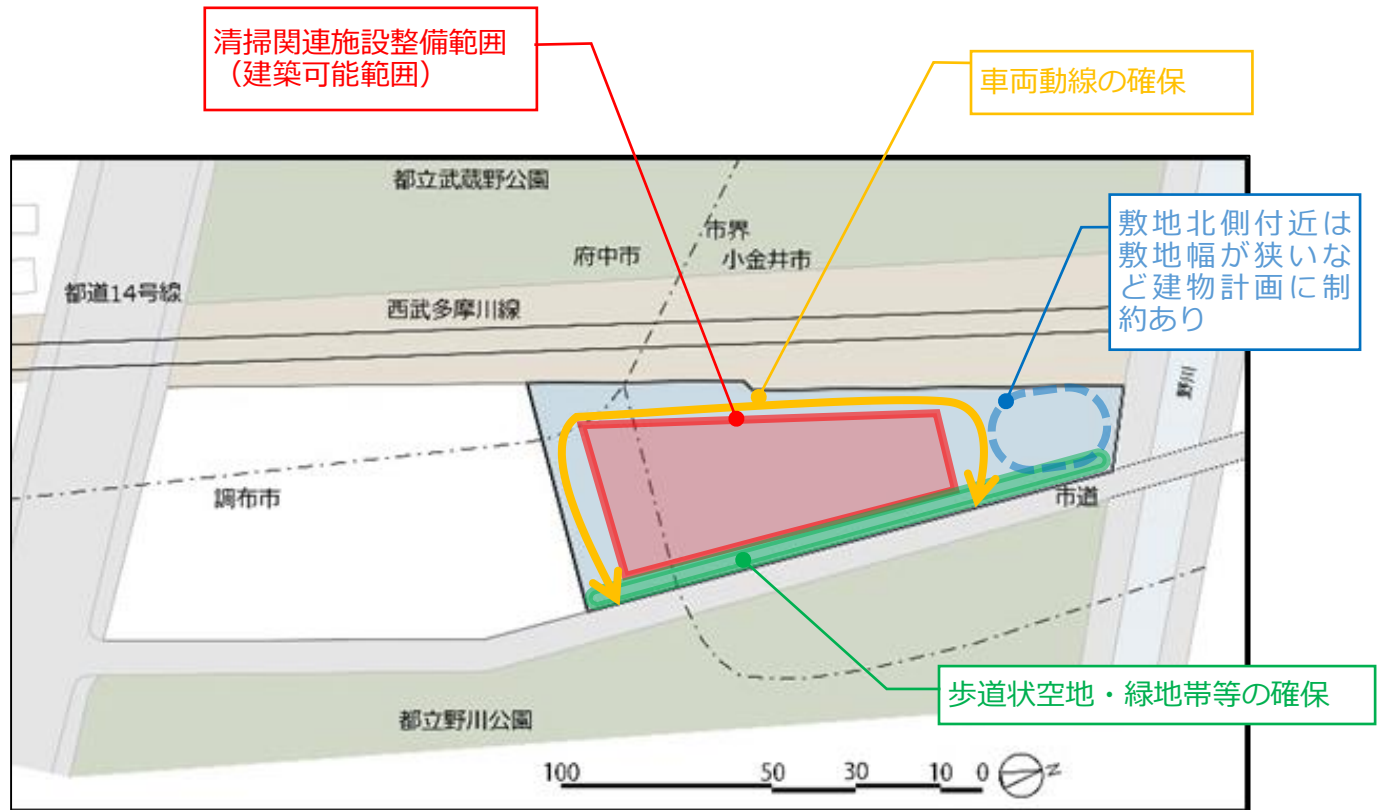 清掃関連施設整備範囲
（建築可能範囲）
車両動線の確保
都立武蔵野公園
市界
府中市
小金井市
敷地北側付近は
敷地幅が狭いな
ど建物計画に制
約あり
都道14号線
西武多摩川線
野川
調布市
市道
歩道状空地・緑地帯等の確保
都立野川公園
100 50 30 10 0
N